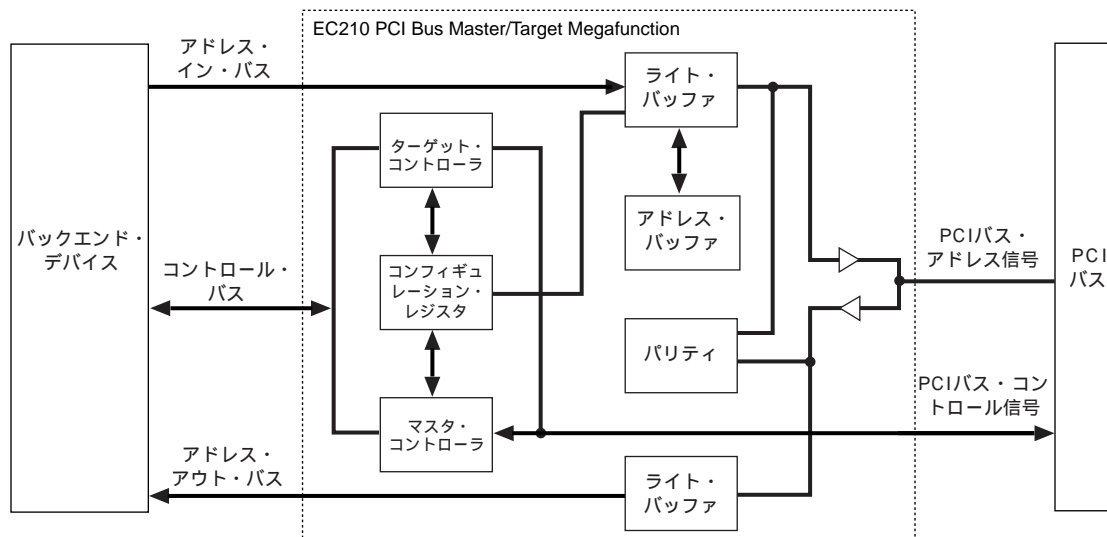 EC210 PCI Bus Master/Target Megafunction
アドレス・
イン・バス
ライト・
バッファ
ターゲット・
コントローラ
アドレス・
バッファ
バックエンド・
デバイス
コントロール・
バス
コンフィギュ
レーション・
レジスタ
PCIバス・
アドレス信号
PCI
バス
パリティ
PCIバス・コン
トロール信号
マスタ・
コントローラ
アドレス・
アウト・バス
ライト・
バッファ